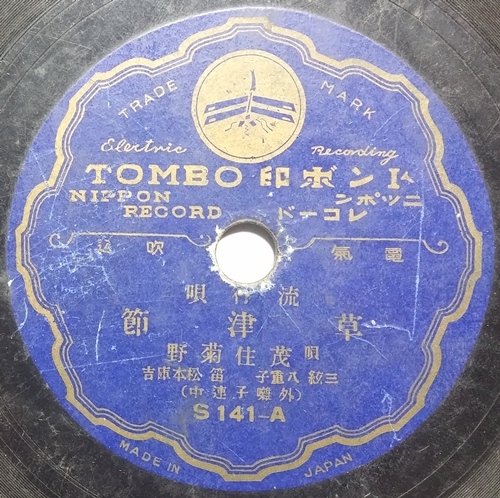 TRADE MARK
Electric Recording
TOMBO 印ボント
NIPPON ンポツニ
RECORD ドーコレ
込吹 氣電
唄行流
節津草
野菊住茂 唄
吉庫本松 笛 子重八 絃三
(中連子囃外)
S141-A
MADE IN JAPAN